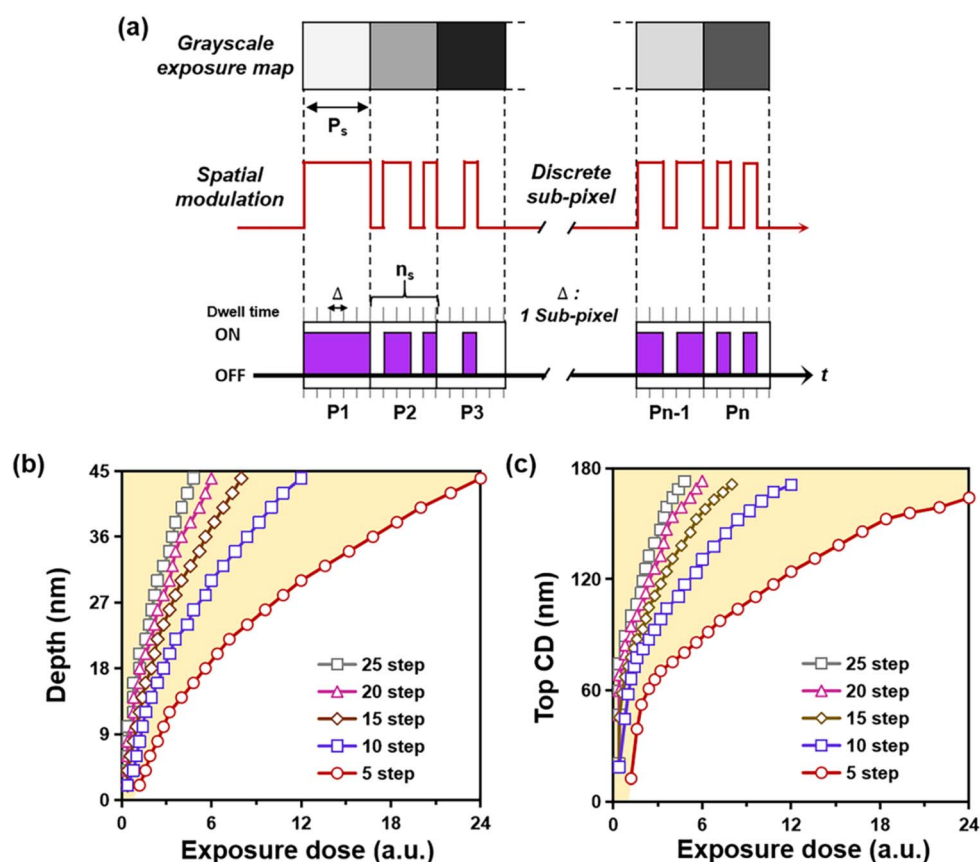 (a)
Grayscale
exposure map
Pₛ
Spatial
modulation
Discrete
sub-pixel
nₛ
Δ
Δ :
1 Sub-pixel
Dwell time
ON
OFF
t
P1 P2 P3 Pn-1 Pn
(b)
Depth (nm)
45
36
27
18
9
0
25 step
20 step
15 step
10 step
5 step
0 6 12 18 24
Exposure dose (a.u.)
(c)
Top CD (nm)
180
120
60
0
25 step
20 step
15 step
10 step
5 step
0 6 12 18 24
Exposure dose (a.u.)